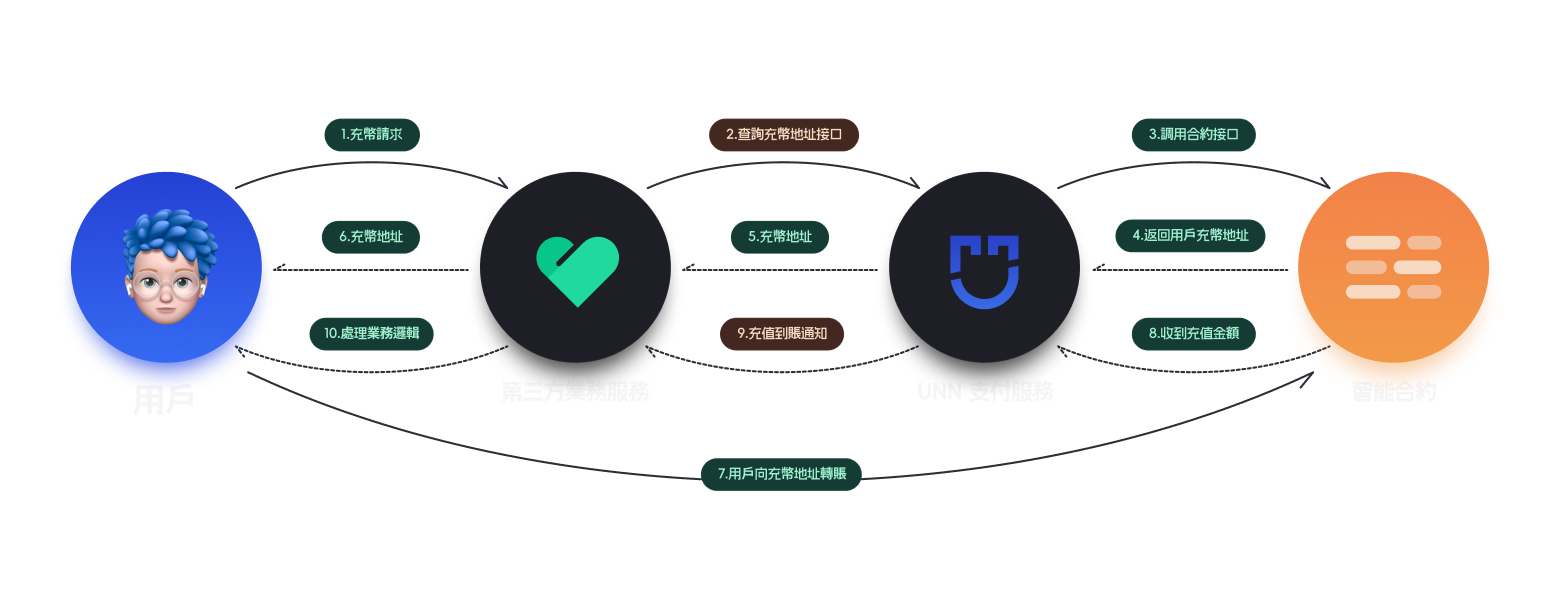 1.充幣請求
2.查詢充幣地址接口
3.調用合約接口
6.充幣地址
5.充幣地址
4.返回用戶充幣地址
10.處理業務邏輯
9.充值到賬通知
8.收到充值金額
用戶
第三方業務服務
UNN 支付服務
智能合約
7.用戶向充幣地址轉賬